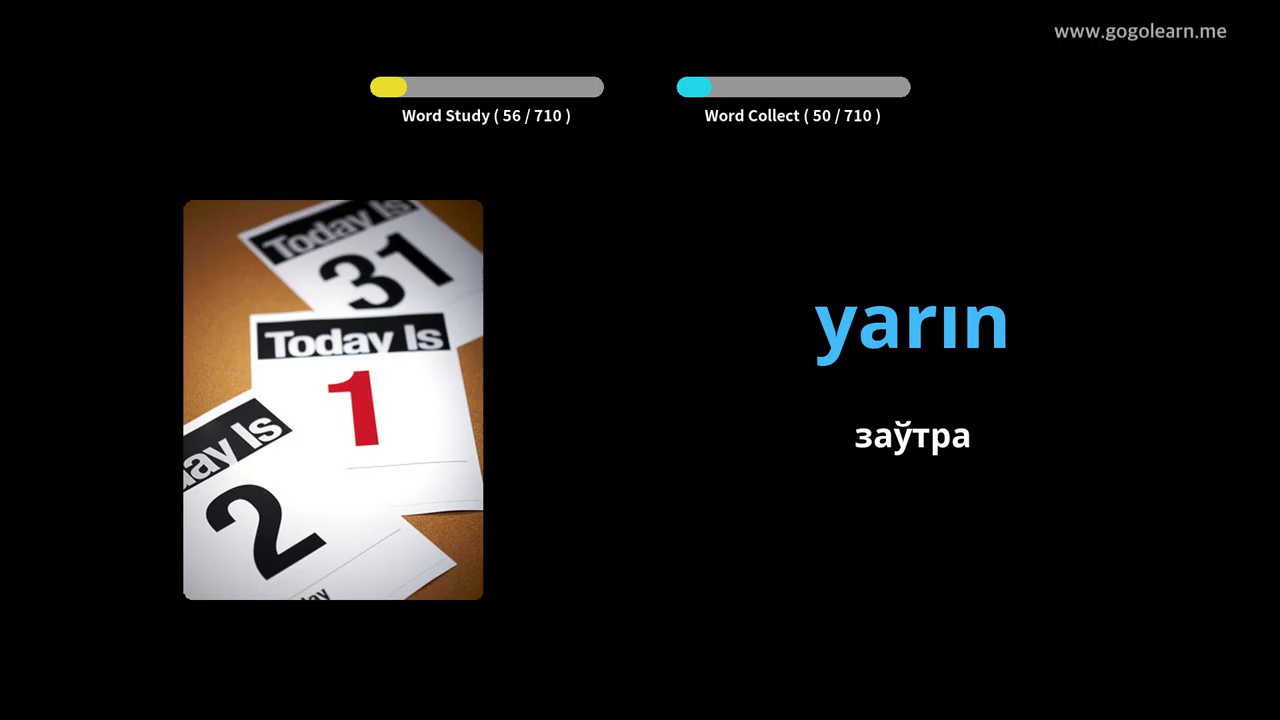 www.gogolearn.me
Word Study ( 56 / 710 )
Word Collect ( 50 / 710 )
Today Is
31
Today Is
1
ay Is
2
yarın
заўтра